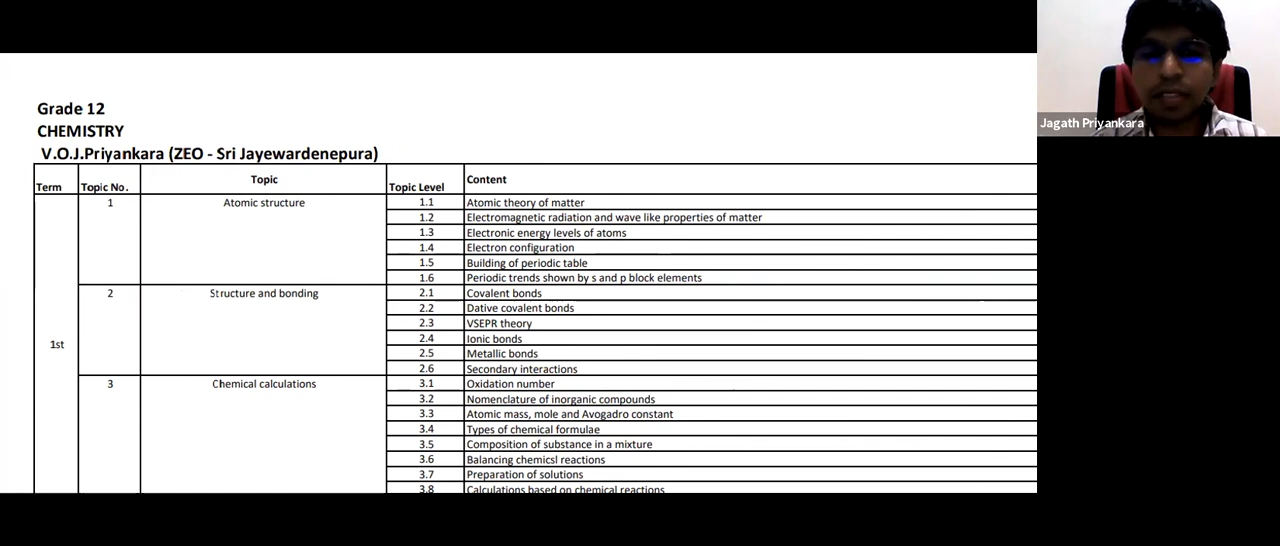 Grade 12
CHEMISTRY
V.O.J.Priyankara (ZEO - Sri Jayewardenepura)
Term Topic No. Topic Topic Level Content
1 Atomic structure 1.1 Atomic theory of matter
1.2 Electromagnetic radiation and wave like properties of matter
1.3 Electronic energy levels of atoms
1.4 Electron configuration
1.5 Building of periodic table
1.6 Periodic trends shown by s and p block elements
2 Structure and bonding 2.1 Covalent bonds
2.2 Dative covalent bonds
2.3 VSEPR theory
1st 2.4 Ionic bonds
2.5 Metallic bonds
2.6 Secondary interactions
3 Chemical calculations 3.1 Oxidation number
3.2 Nomenclature of inorganic compounds
3.3 Atomic mass, mole and Avogadro constant
3.4 Types of chemical formulae
3.5 Composition of substance in a mixture
3.6 Balancing chemicsl reactions
3.7 Preparation of solutions
3.8 Calculations based on chemical reactions
Jagath Priyankara